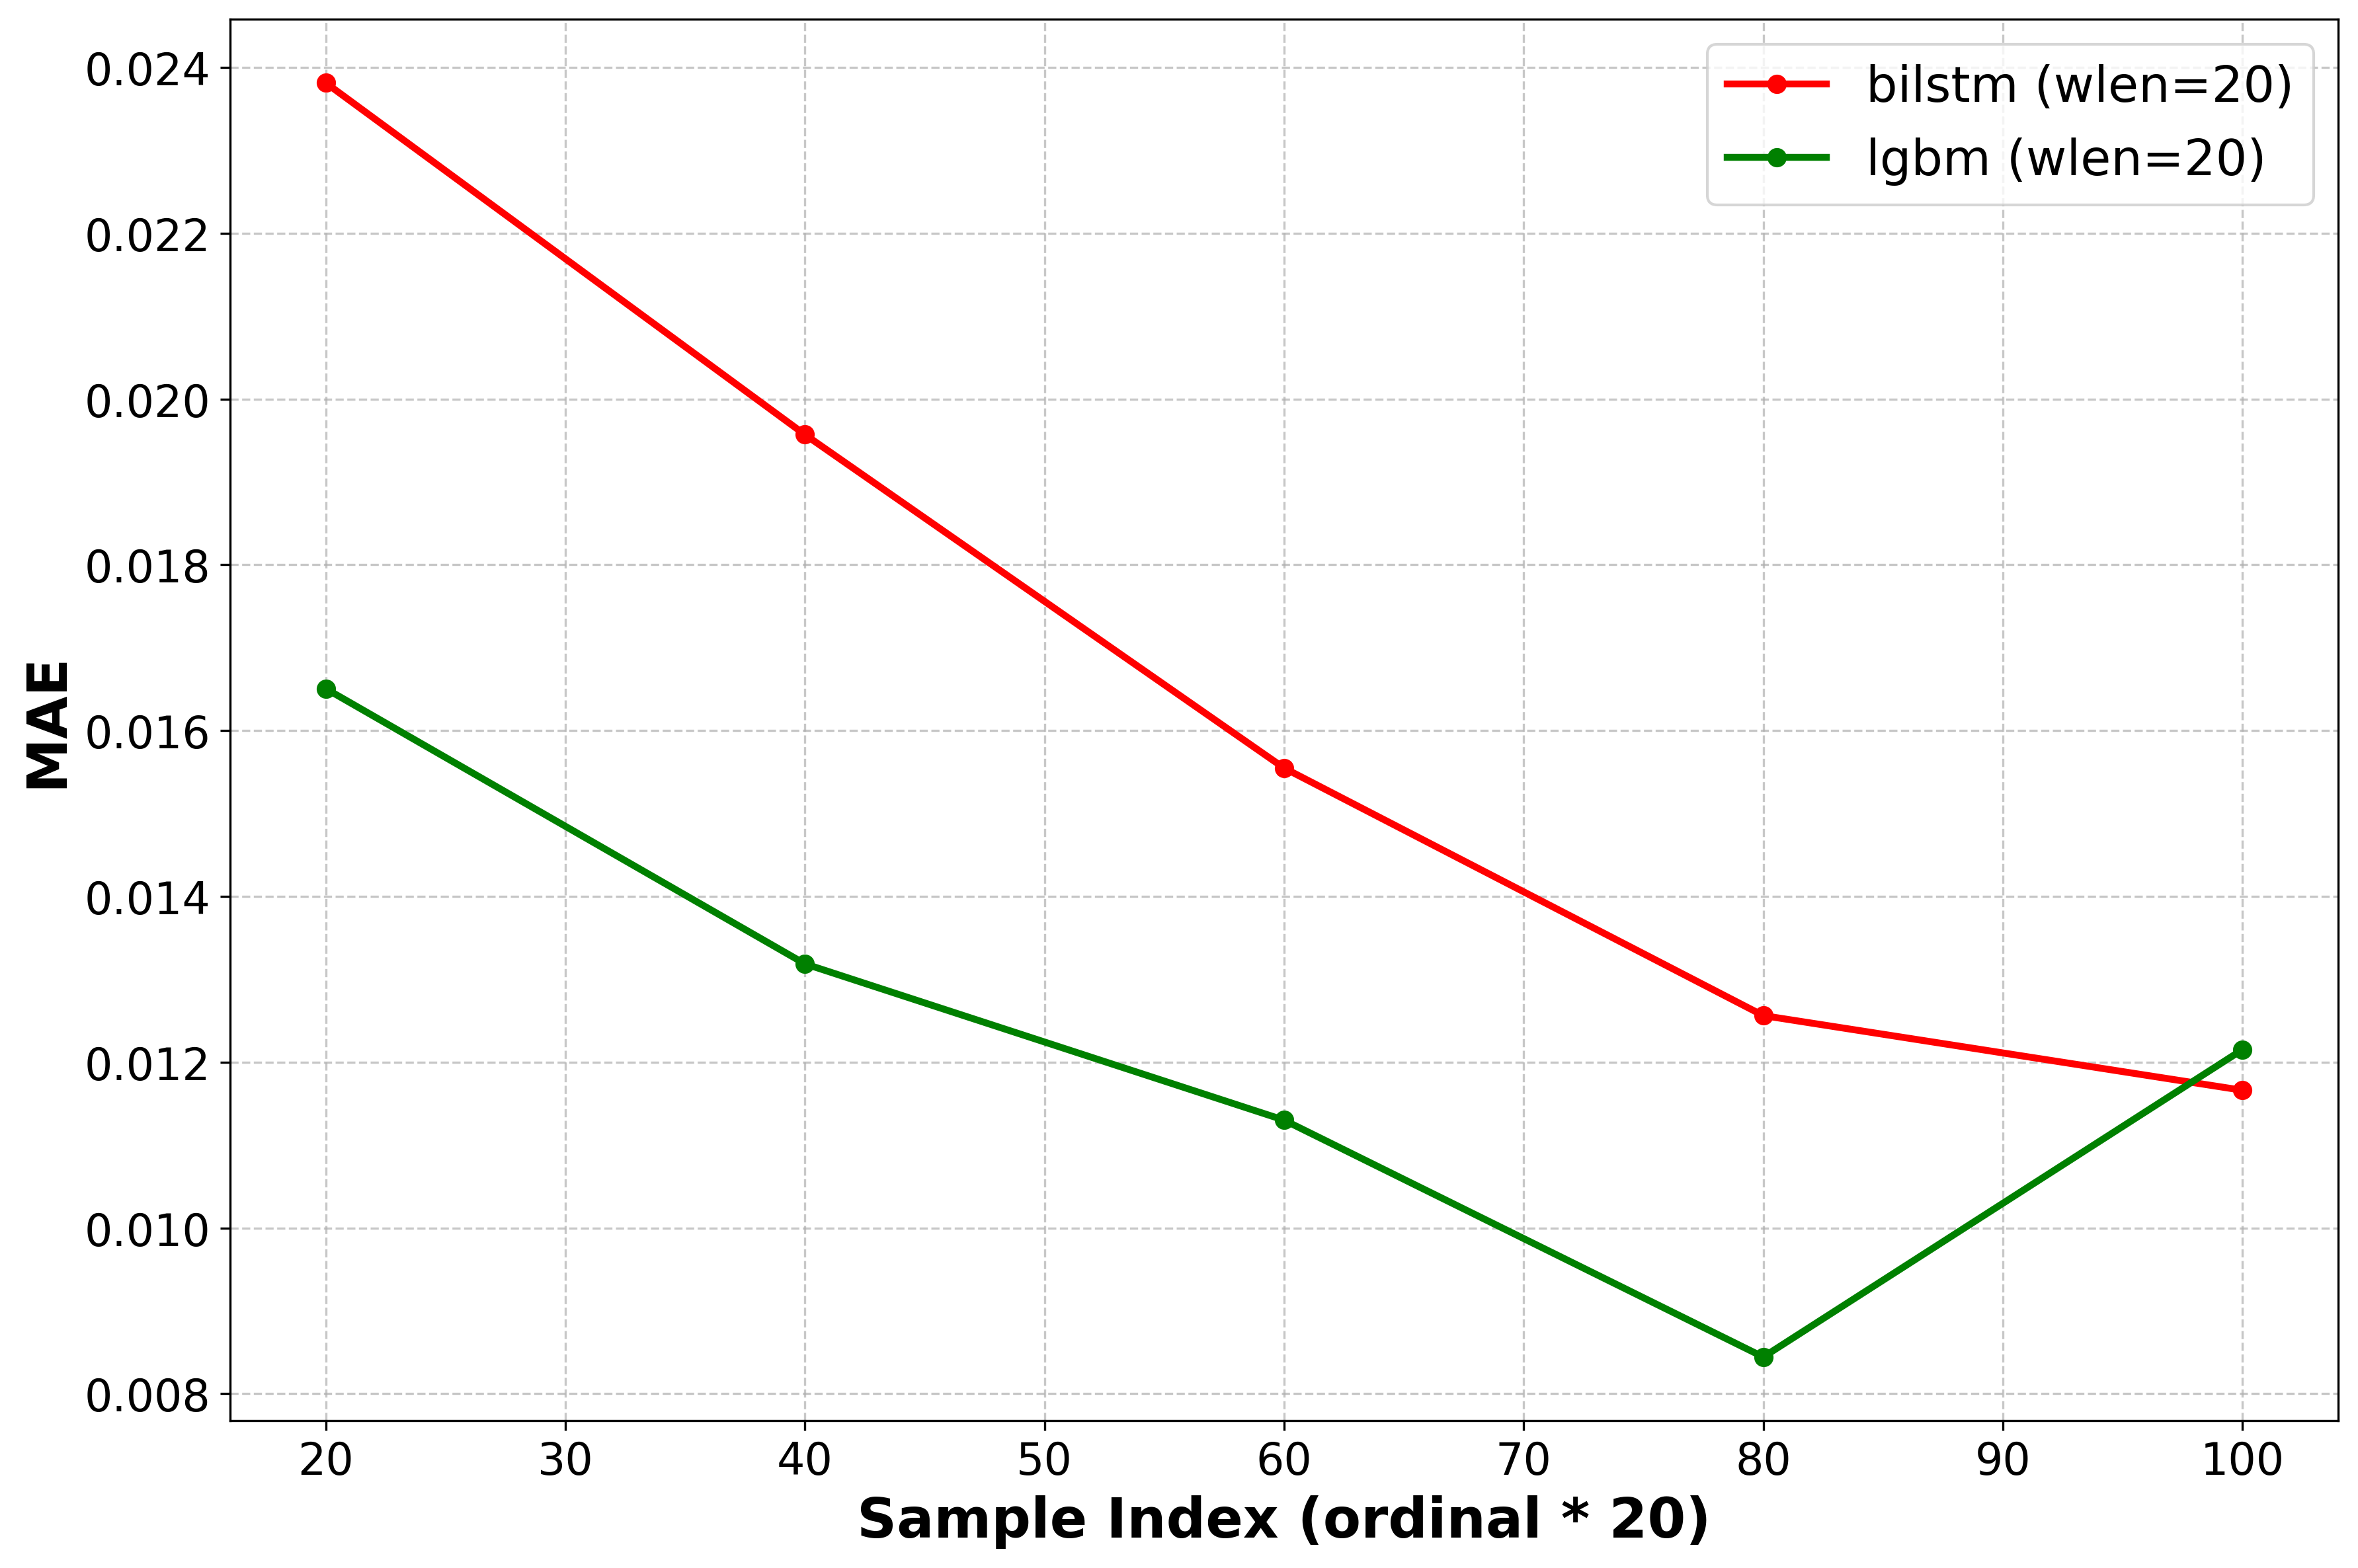 bilstm (wlen=20)
lgbm (wlen=20)
MAE
0.024
0.022
0.020
0.018
0.016
0.014
0.012
0.010
0.008
20 30 40 50 60 70 80 90 100
Sample Index (ordinal * 20)